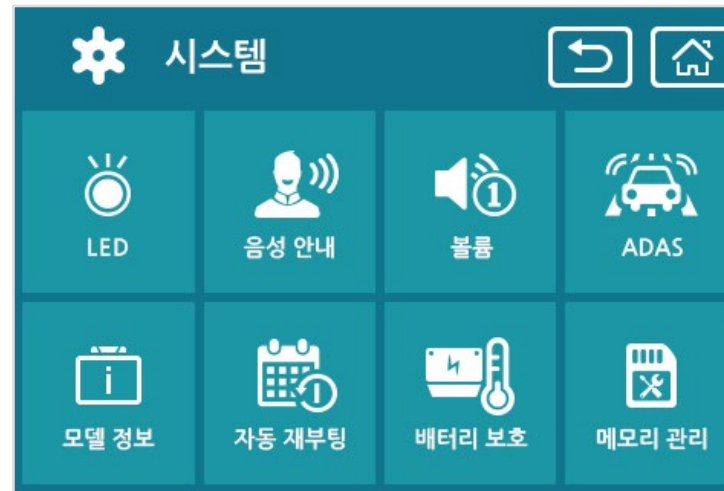 시스템
LED
음성 안내
1
볼륨
ADAS
i
모델 정보
자동 재부팅
배터리 보호
메모리 관리